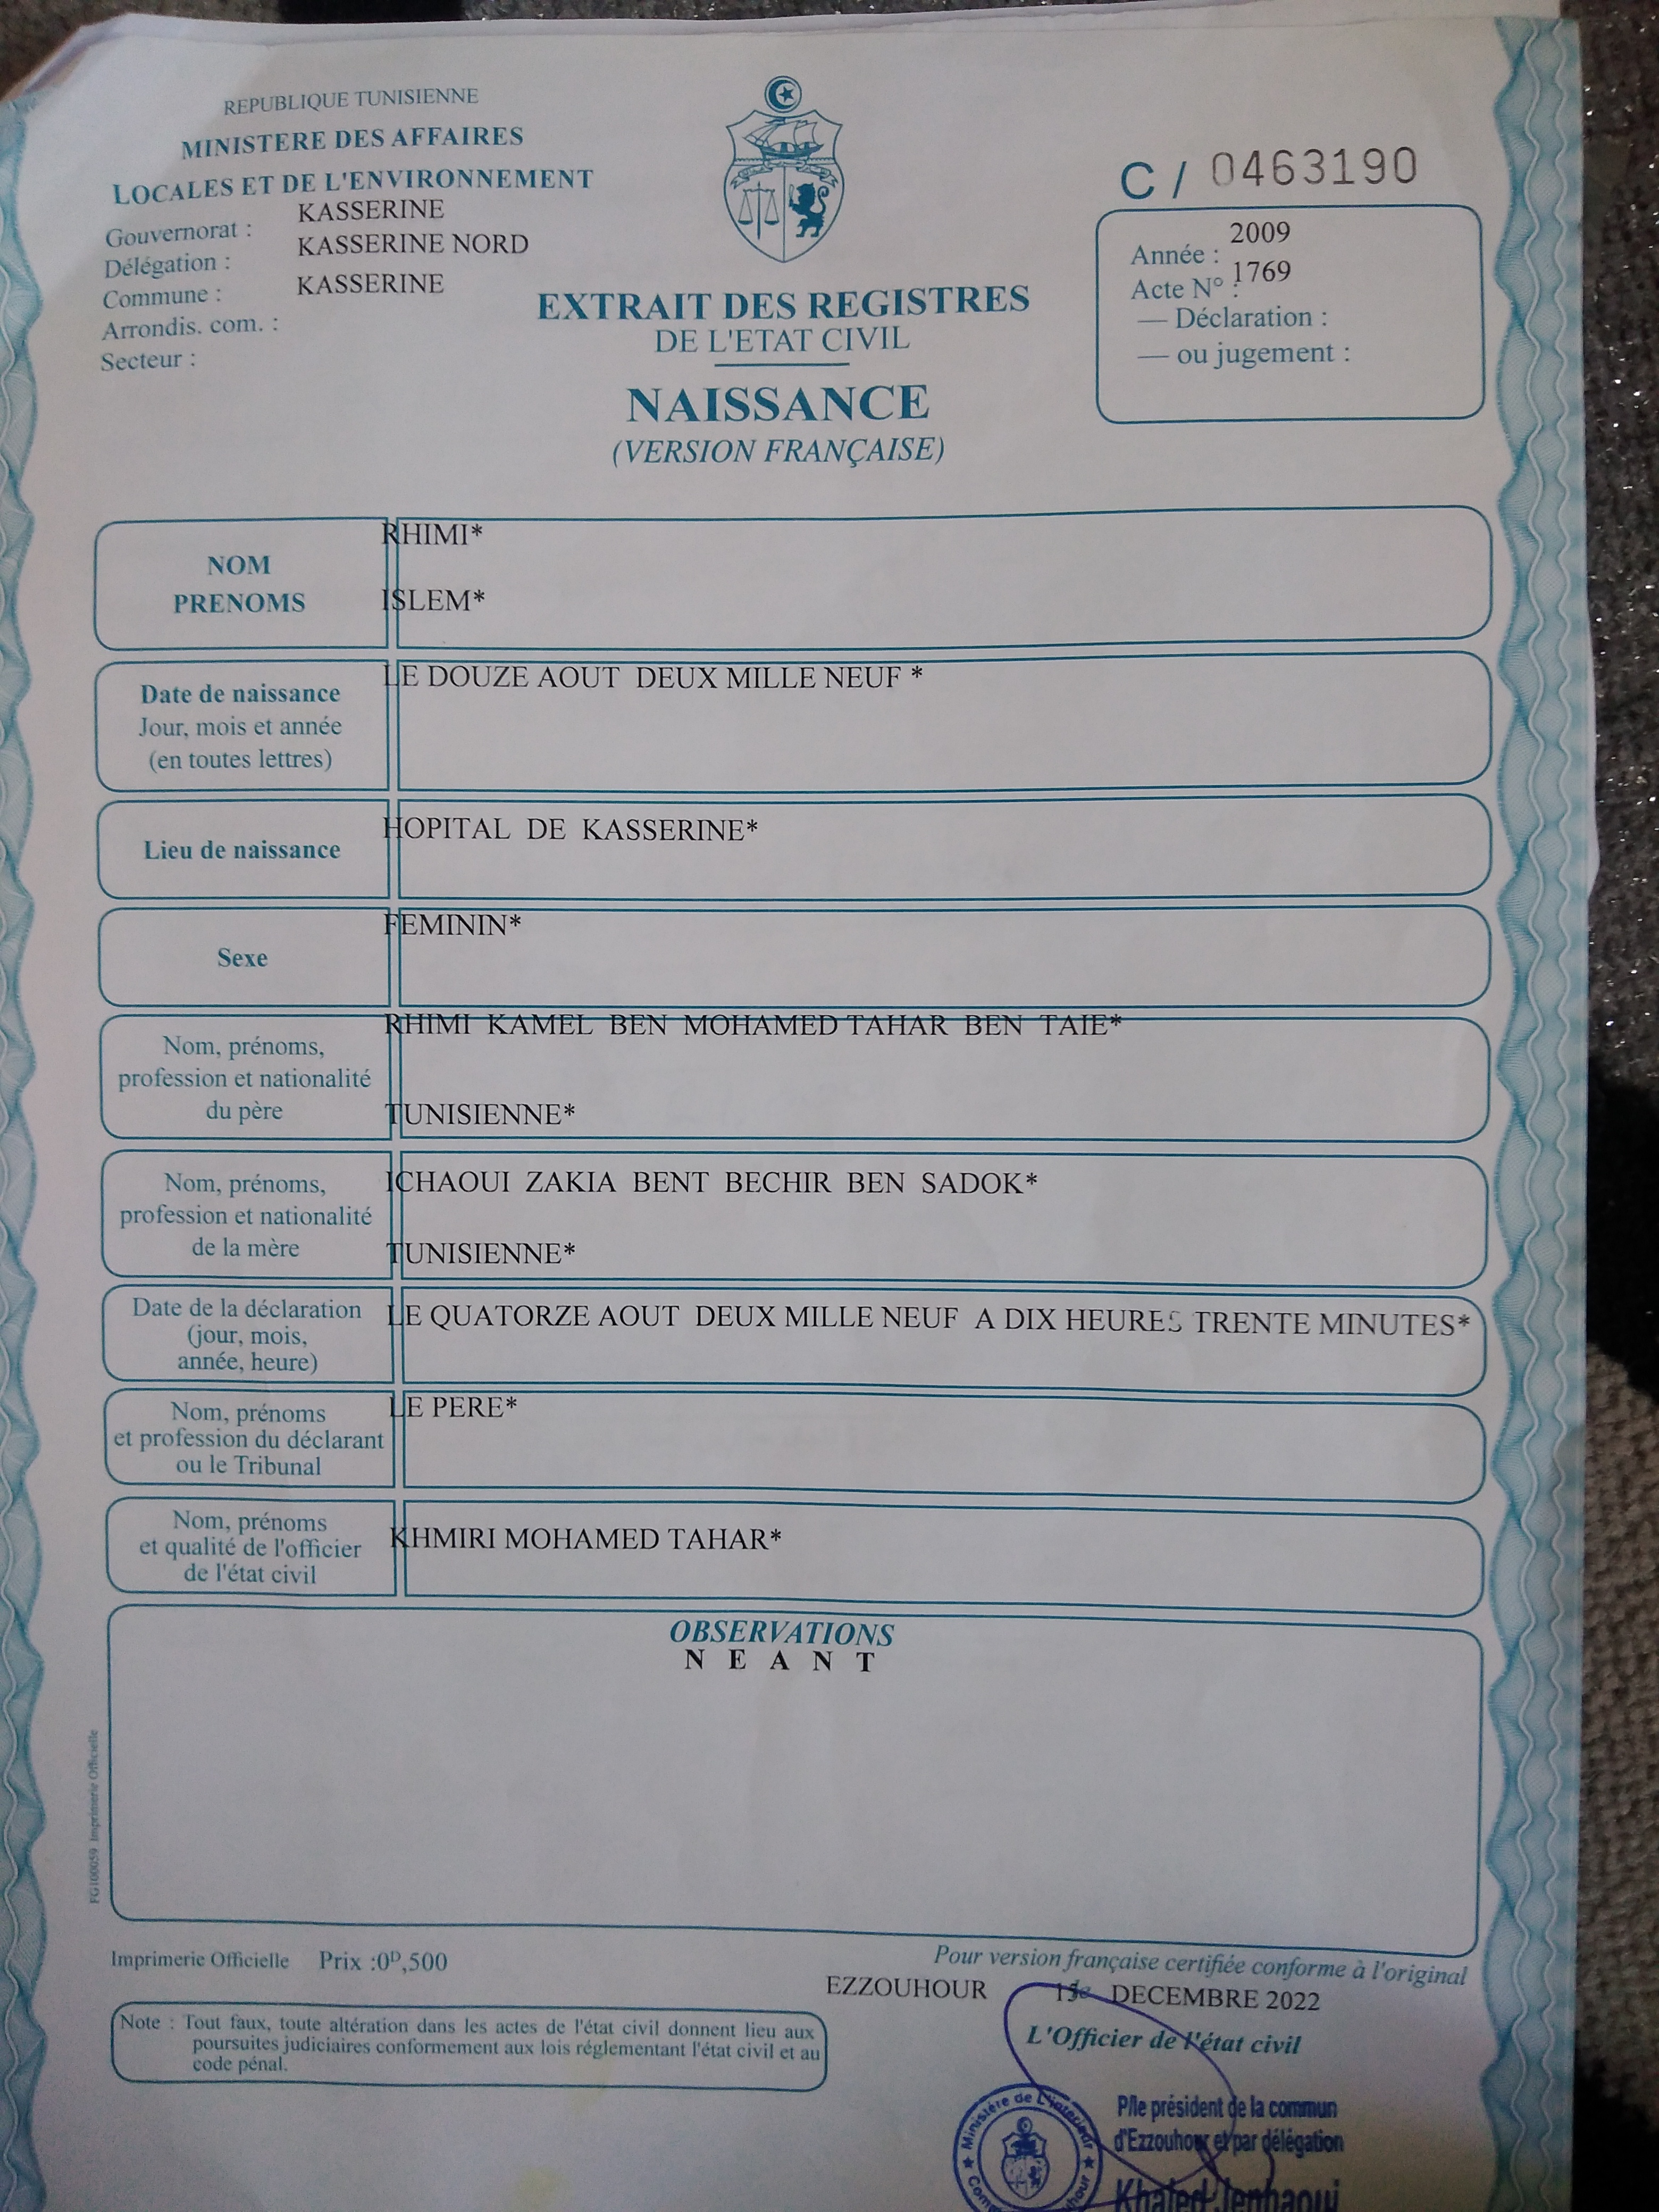 REPUBLIQUE TUNISIENNE
MINISTERE DES AFFAIRES
LOCALES ET DE L'ENVIRONNEMENT
Gouvernorat : KASSERINE
Délégation : KASSERINE NORD
Commune : KASSERINE
Arrondis. com. :
Secteur :
C / 0463190
Année : 2009
Acte N° : 1769
— Déclaration :
— ou jugement :
EXTRAIT DES REGISTRES
DE L'ETAT CIVIL
NAISSANCE
(VERSION FRANÇAISE)
NOM
PRENOMS
RHIMI*
ISLEM*
Date de naissance
Jour, mois et année
(en toutes lettres)
LE DOUZE AOUT DEUX MILLE NEUF *
Lieu de naissance
HOPITAL DE KASSERINE*
Sexe
FEMININ*
Nom, prénoms,
profession et nationalité
du père
RHIMI KAMEL BEN MOHAMED TAHAR BEN TAIE*
TUNISIENNE*
Nom, prénoms,
profession et nationalité
de la mère
ICHAOUI ZAKIA BENT BECHIR BEN SADOK*
TUNISIENNE*
Date de la déclaration
(jour, mois,
année, heure)
LE QUATORZE AOUT DEUX MILLE NEUF A DIX HEURES TRENTE MINUTES*
Nom, prénoms
et profession du déclarant
ou le Tribunal
LE PERE*
Nom, prénoms
et qualité de l'officier
de l'état civil
KHMIRI MOHAMED TAHAR*
OBSERVATIONS
N E A N T
FG100059 Imprimerie Officielle
Imprimerie Officielle Prix :0ᴰ,500
Pour version française certifiée conforme à l'original
EZZOUHOUR DECEMBRE 2022
L'Officier de l'état civil
Note : Tout faux, toute altération dans les actes de l'état civil donnent lieu aux
poursuites judiciaires conformement aux lois réglementant l'état civil et au
code pénal.
Ministère de L'intérieur
P/le président de la commun
d'Ezzouhour et par délégation
Khaled Jenhaoui